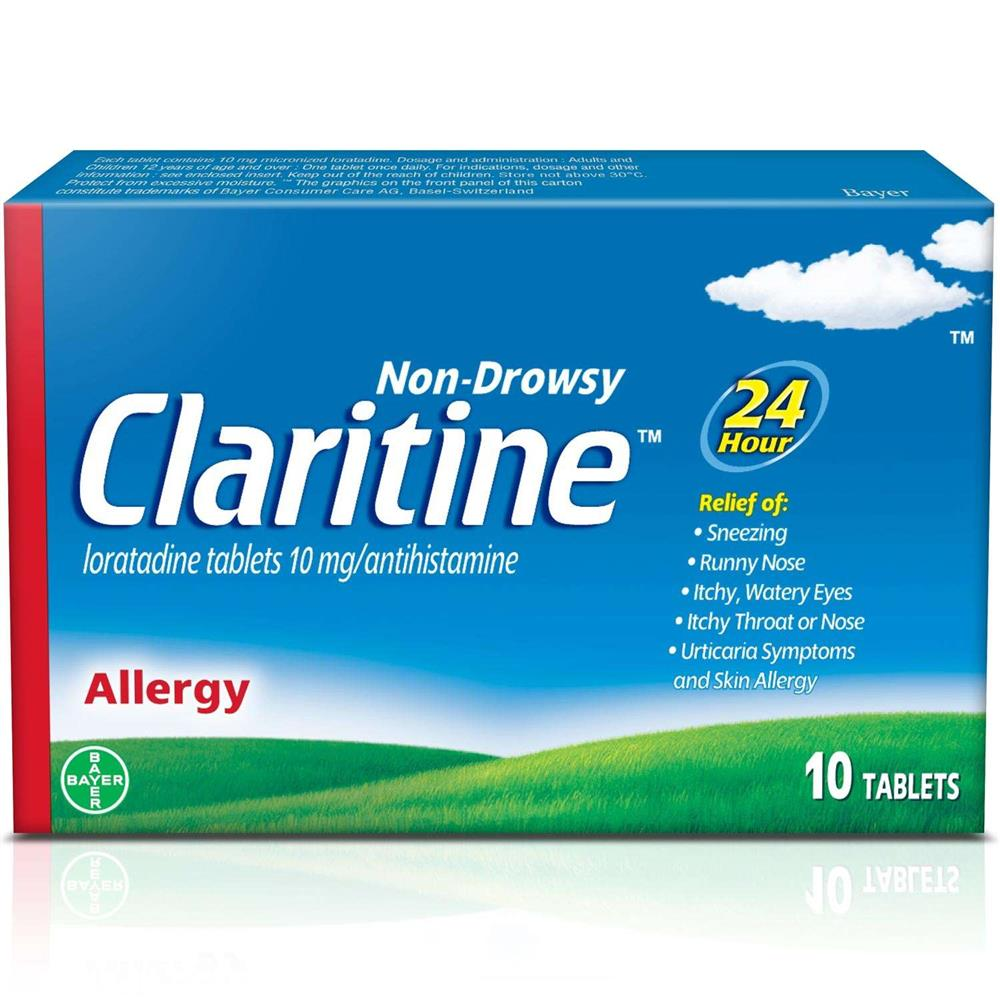 Each tablet contains 10 mg micronized loratadine. Dosage and administration : Adults and
Children 12 years of age and over : One tablet once daily. For indications, dosage and other
information : see enclosed insert. Keep out of the reach of children. Store not above 30°C.
Protect from excessive moisture. ™ The graphics on the front panel of this carton
constitute trademarks of Bayer Consumer Care AG, Basel-Switzerland
Bayer
TM
Non-Drowsy
Claritine™
loratadine tablets 10 mg/antihistamine
24
Hour
Relief of:
• Sneezing
• Runny Nose
• Itchy, Watery Eyes
• Itchy Throat or Nose
• Urticaria Symptoms
and Skin Allergy
Allergy
BAYER
BAYER
10 TABLETS